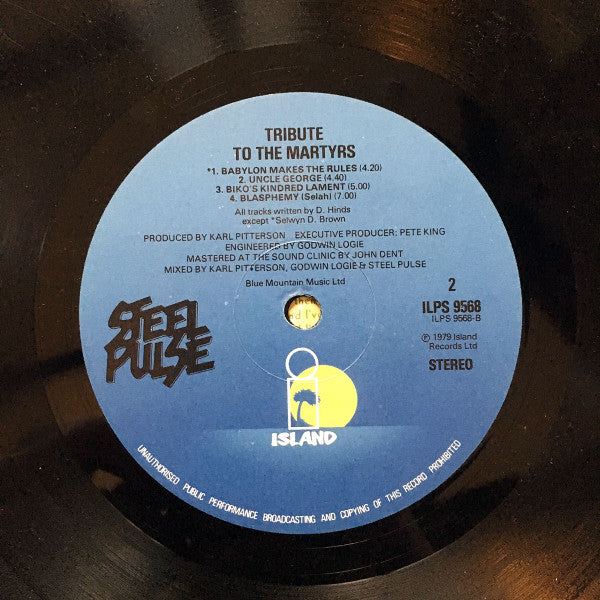 TRIBUTE
TO THE MARTYRS
*1. BABYLON MAKES THE RULES (4.20)
2. UNCLE GEORGE (4.40)
3. BIKO'S KINDRED LAMENT (5.00)
4. BLASPHEMY (Selah) (7.00)
All tracks written by D. Hinds
except *Selwyn D. Brown
PRODUCED BY KARL PITTERSON EXECUTIVE PRODUCER: PETE KING
ENGINEERED BY GODWIN LOGIE
MASTERED AT THE SOUND CLINIC BY JOHN DENT
MIXED BY KARL PITTERSON, GODWIN LOGIE & STEEL PULSE
Blue Mountain Music Ltd
2
ILPS 9568
ILPS 9568-B
℗ 1979 Island
Records Ltd
STEREO
STEEL
PULSE
the
d I've
ISLAND
UNAUTHORISED PUBLIC PERFORMANCE BROADCASTING AND COPYING OF THIS RECORD PROHIBITED